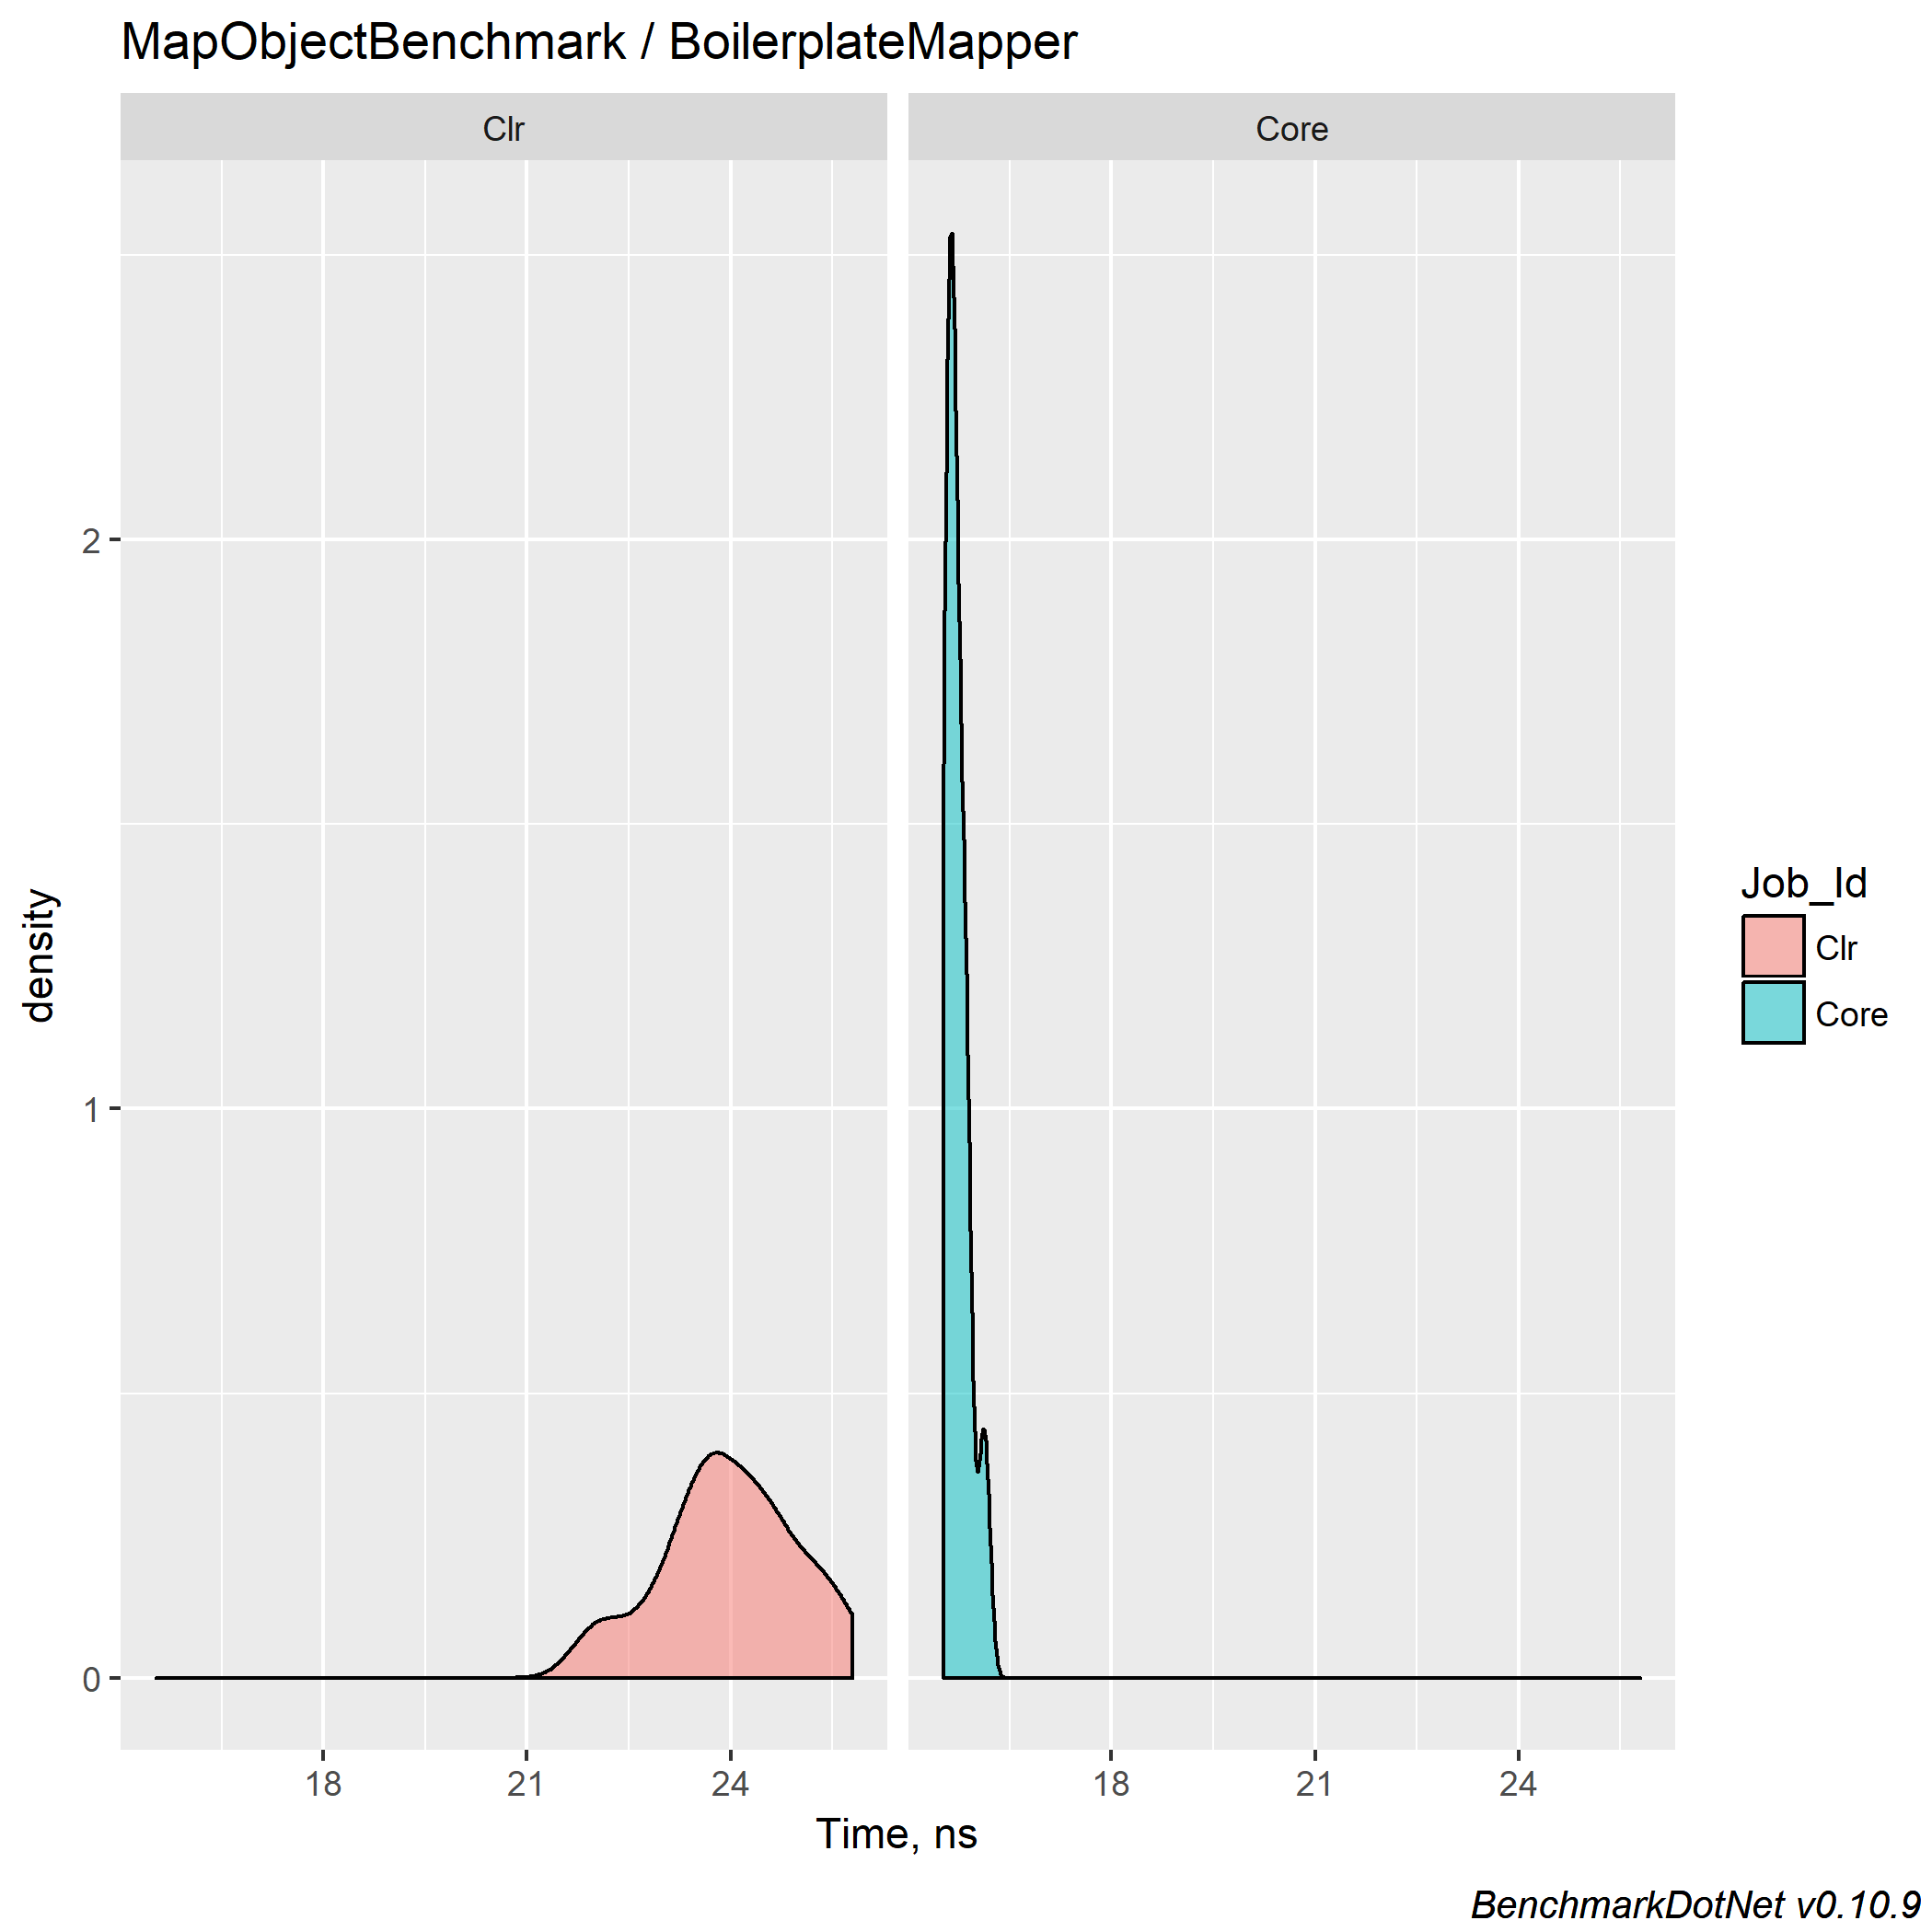 MapObjectBenchmark / BoilerplateMapper
Clr
Core
density
2
1
0
18
21
24
18
21
24
Time, ns
Job_Id
Clr
Core
BenchmarkDotNet v0.10.9